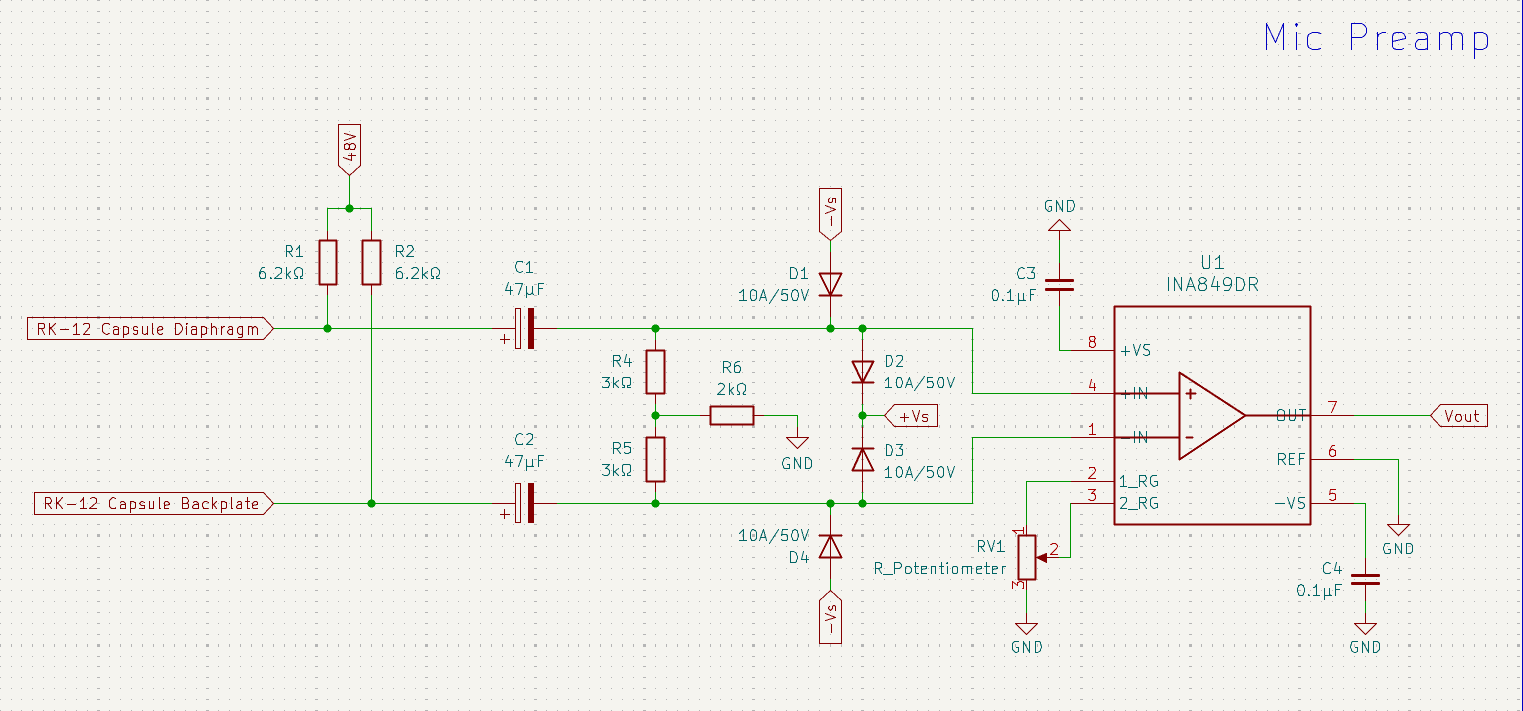 Mic Preamp
48V
R1
6.2kΩ
R2
6.2kΩ
RK-12 Capsule Diaphragm
C1
47µF
+
R4
3kΩ
R6
2kΩ
GND
R5
3kΩ
C2
47µF
+
RK-12 Capsule Backplate
-Vs
D1
10A/50V
D2
10A/50V
+Vs
D3
10A/50V
10A/50V
D4
-Vs
GND
C3
0.1µF
U1
INA849DR
8
+VS
4
+IN
+
1
-IN
-
2
1_RG
3
2_RG
OUT
7
Vout
REF
6
-VS
5
GND
C4
0.1µF
GND
RV1
R_Potentiometer
1
2
3
GND